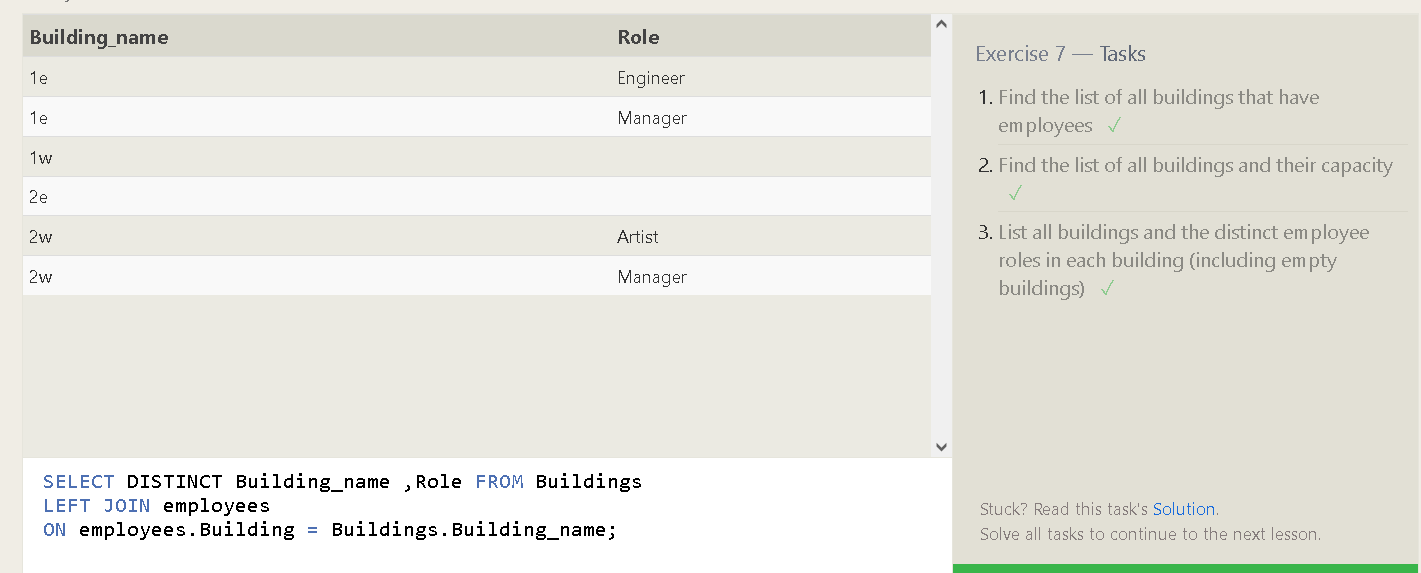 Building_name Role
1e Engineer
1e Manager
1w
2e
2w Artist
2w Manager
SELECT DISTINCT Building_name ,Role FROM Buildings
LEFT JOIN employees
ON employees.Building = Buildings.Building_name;
Exercise 7 — Tasks
1. Find the list of all buildings that have
employees ✓
2. Find the list of all buildings and their capacity
✓
3. List all buildings and the distinct employee
roles in each building (including empty
buildings) ✓
Stuck? Read this task's Solution.
Solve all tasks to continue to the next lesson.